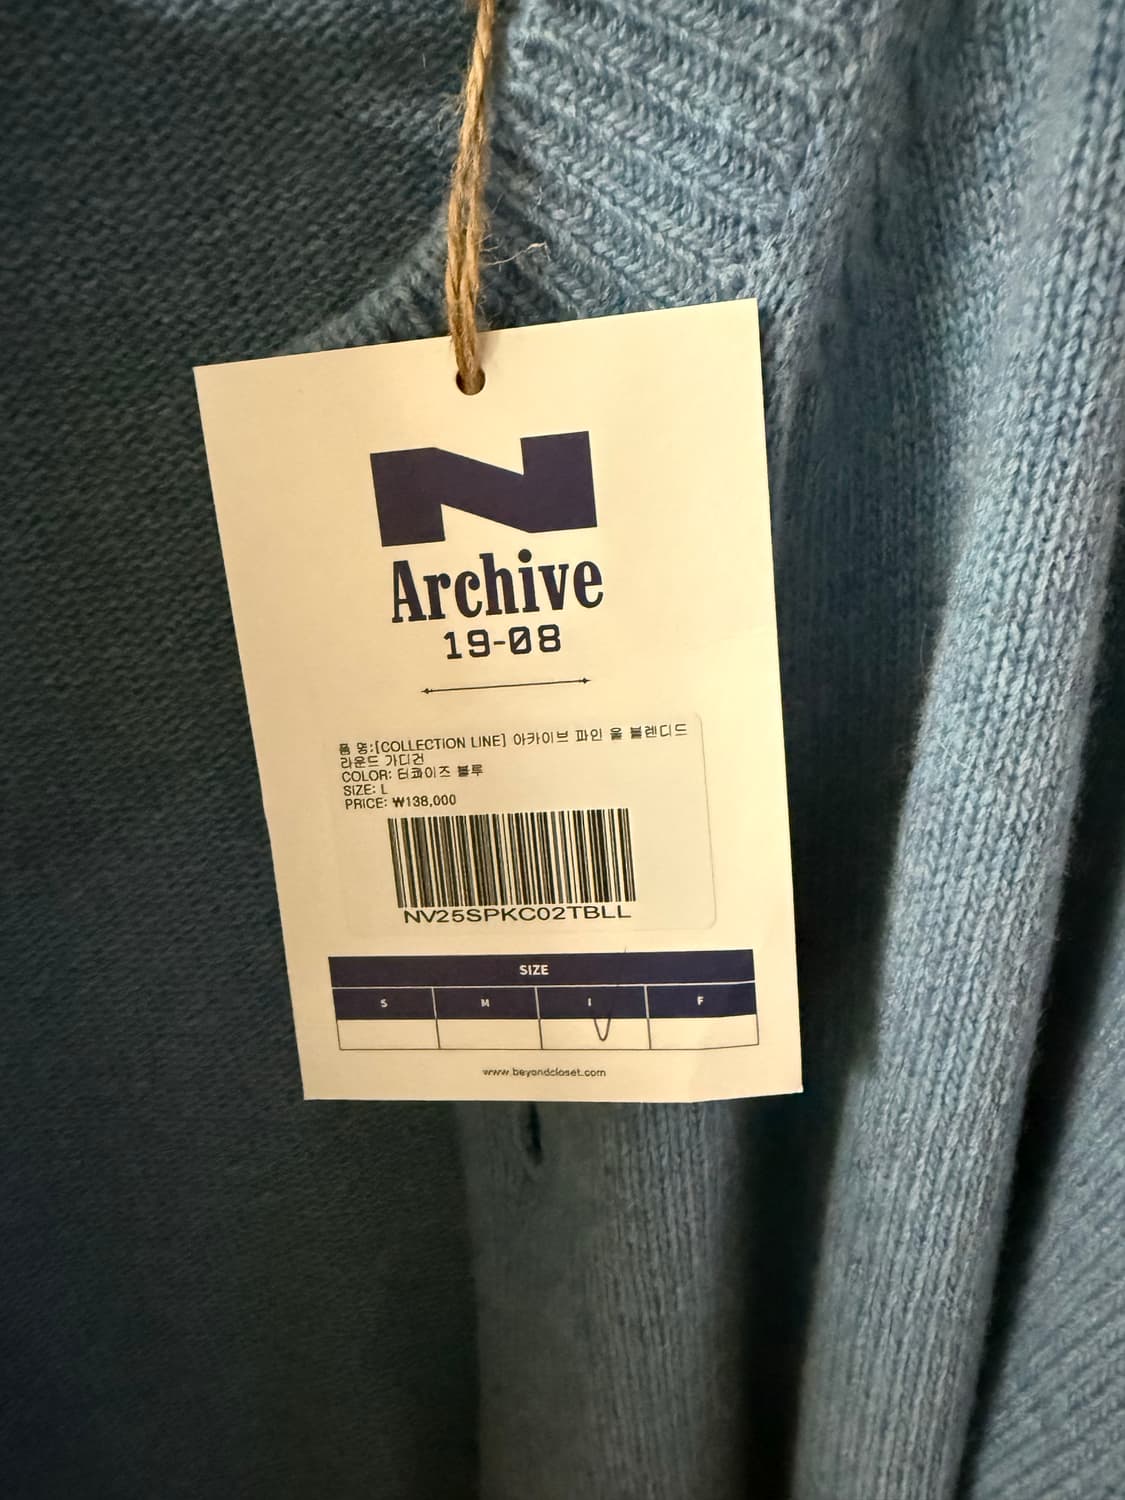 N
Archive
19-08
품 명:[COLLECTION LINE] 아카이브 파인 울 블렌디드
라운드 가디건
COLOR: 터콰이즈 블루
SIZE: L
PRICE: ₩138,000
NV25SPKC02TBLL
SIZE
S M L F
www.beyondcloset.com